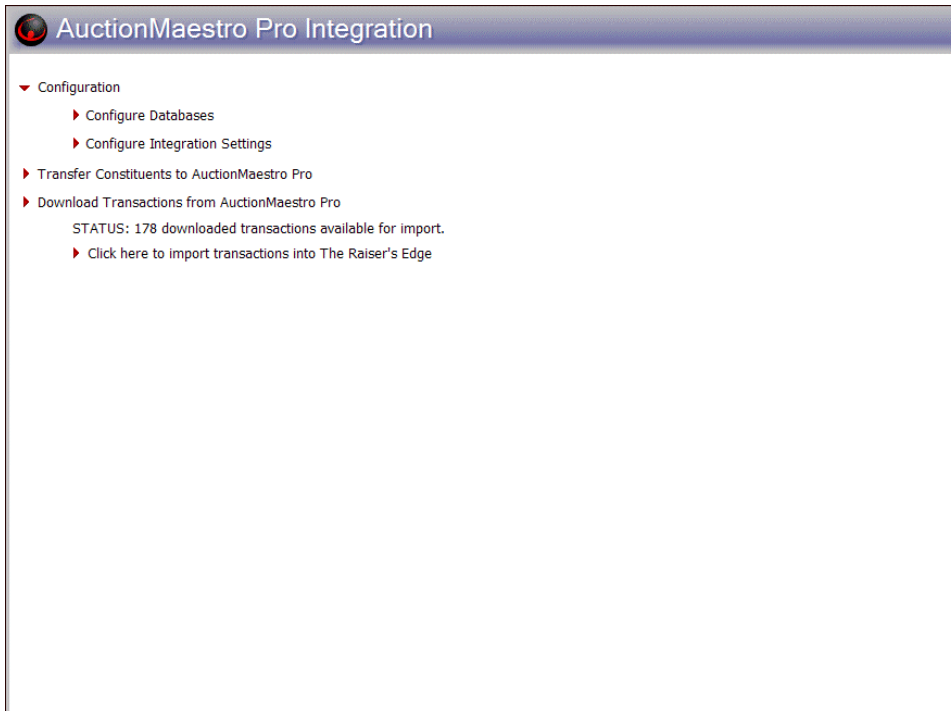 AuctionMaestro Pro Integration
Configuration
Configure Databases
Configure Integration Settings
Transfer Constituents to AuctionMaestro Pro
Download Transactions from AuctionMaestro Pro
STATUS: 178 downloaded transactions available for import.
Click here to import transactions into The Raiser's Edge